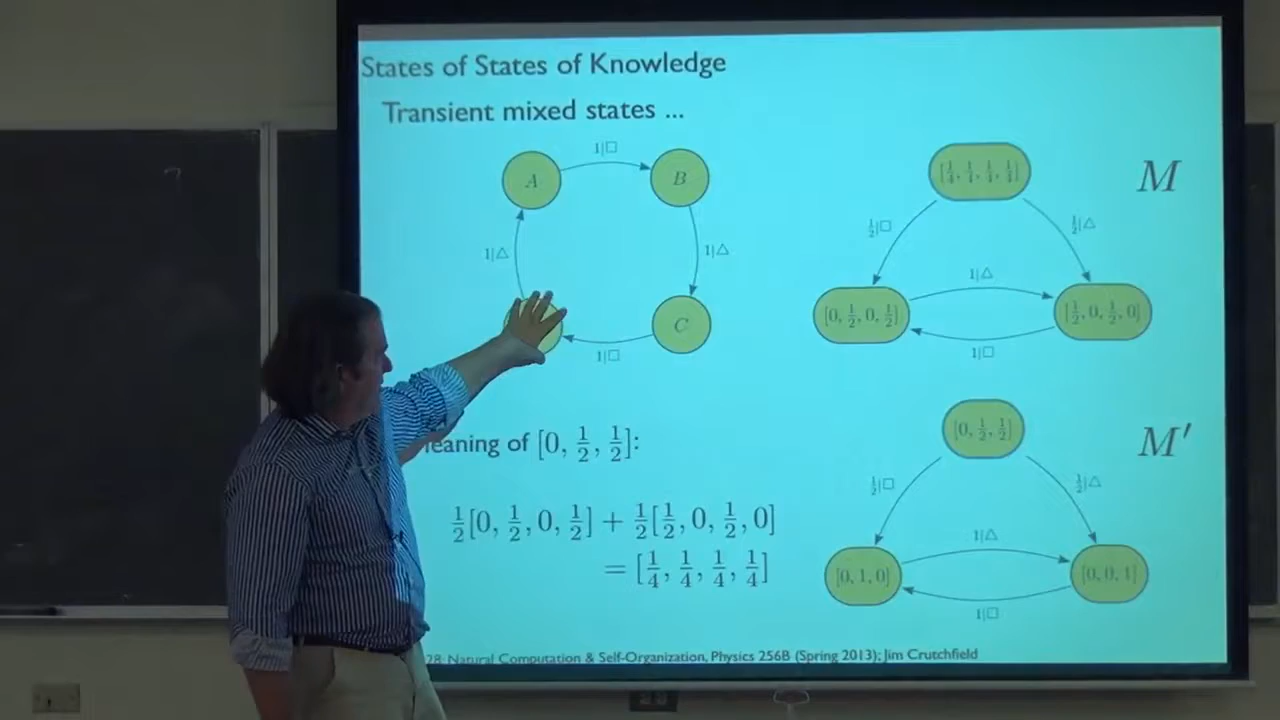 States of States of Knowledge
Transient mixed states ...
1|□
A
B
1|△
1|△
C
1|□
[1/4, 1/4, 1/4, 1/4]
M
1/2|□
1/2|△
1|△
[0, 1/2, 0, 1/2]
[1/2, 0, 1/2, 0]
1|□
eaning of [0, 1/2, 1/2]:
1/2[0, 1/2, 0, 1/2] + 1/2[1/2, 0, 1/2, 0]
= [1/4, 1/4, 1/4, 1/4]
[0, 1/2, 1/2]
M′
1/2|□
1/2|△
1|△
[0, 1, 0]
[0, 0, 1]
1|□
28 Natural Computation & Self-Organization, Physics 256B (Spring 2013); Jim Crutchfield